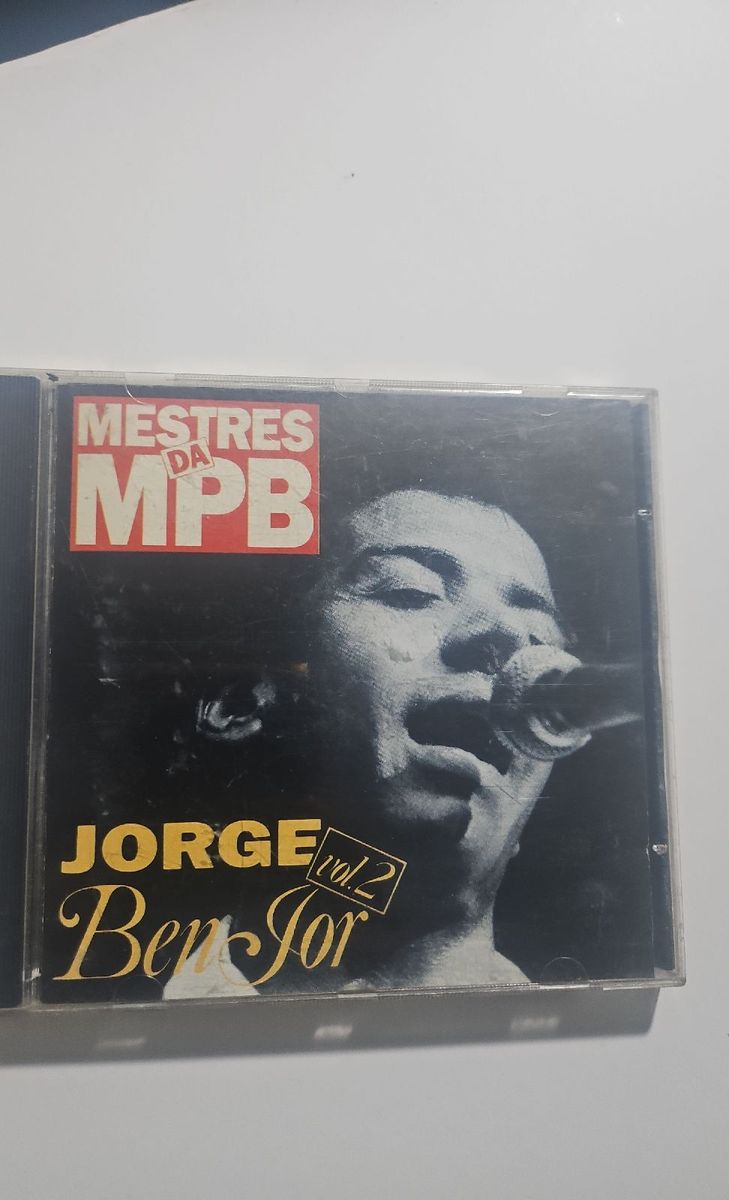 MESTRES
DA
MPB
JORGE
vol.2
Ben Jor